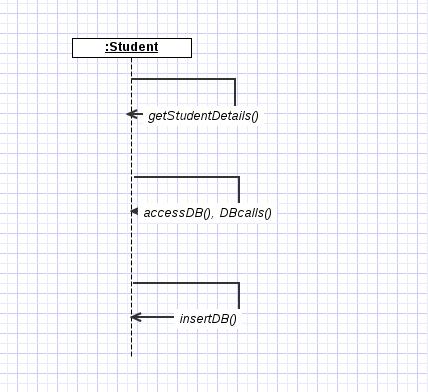 :Student
getStudentDetails()
accessDB(), DBcalls()
insertDB()